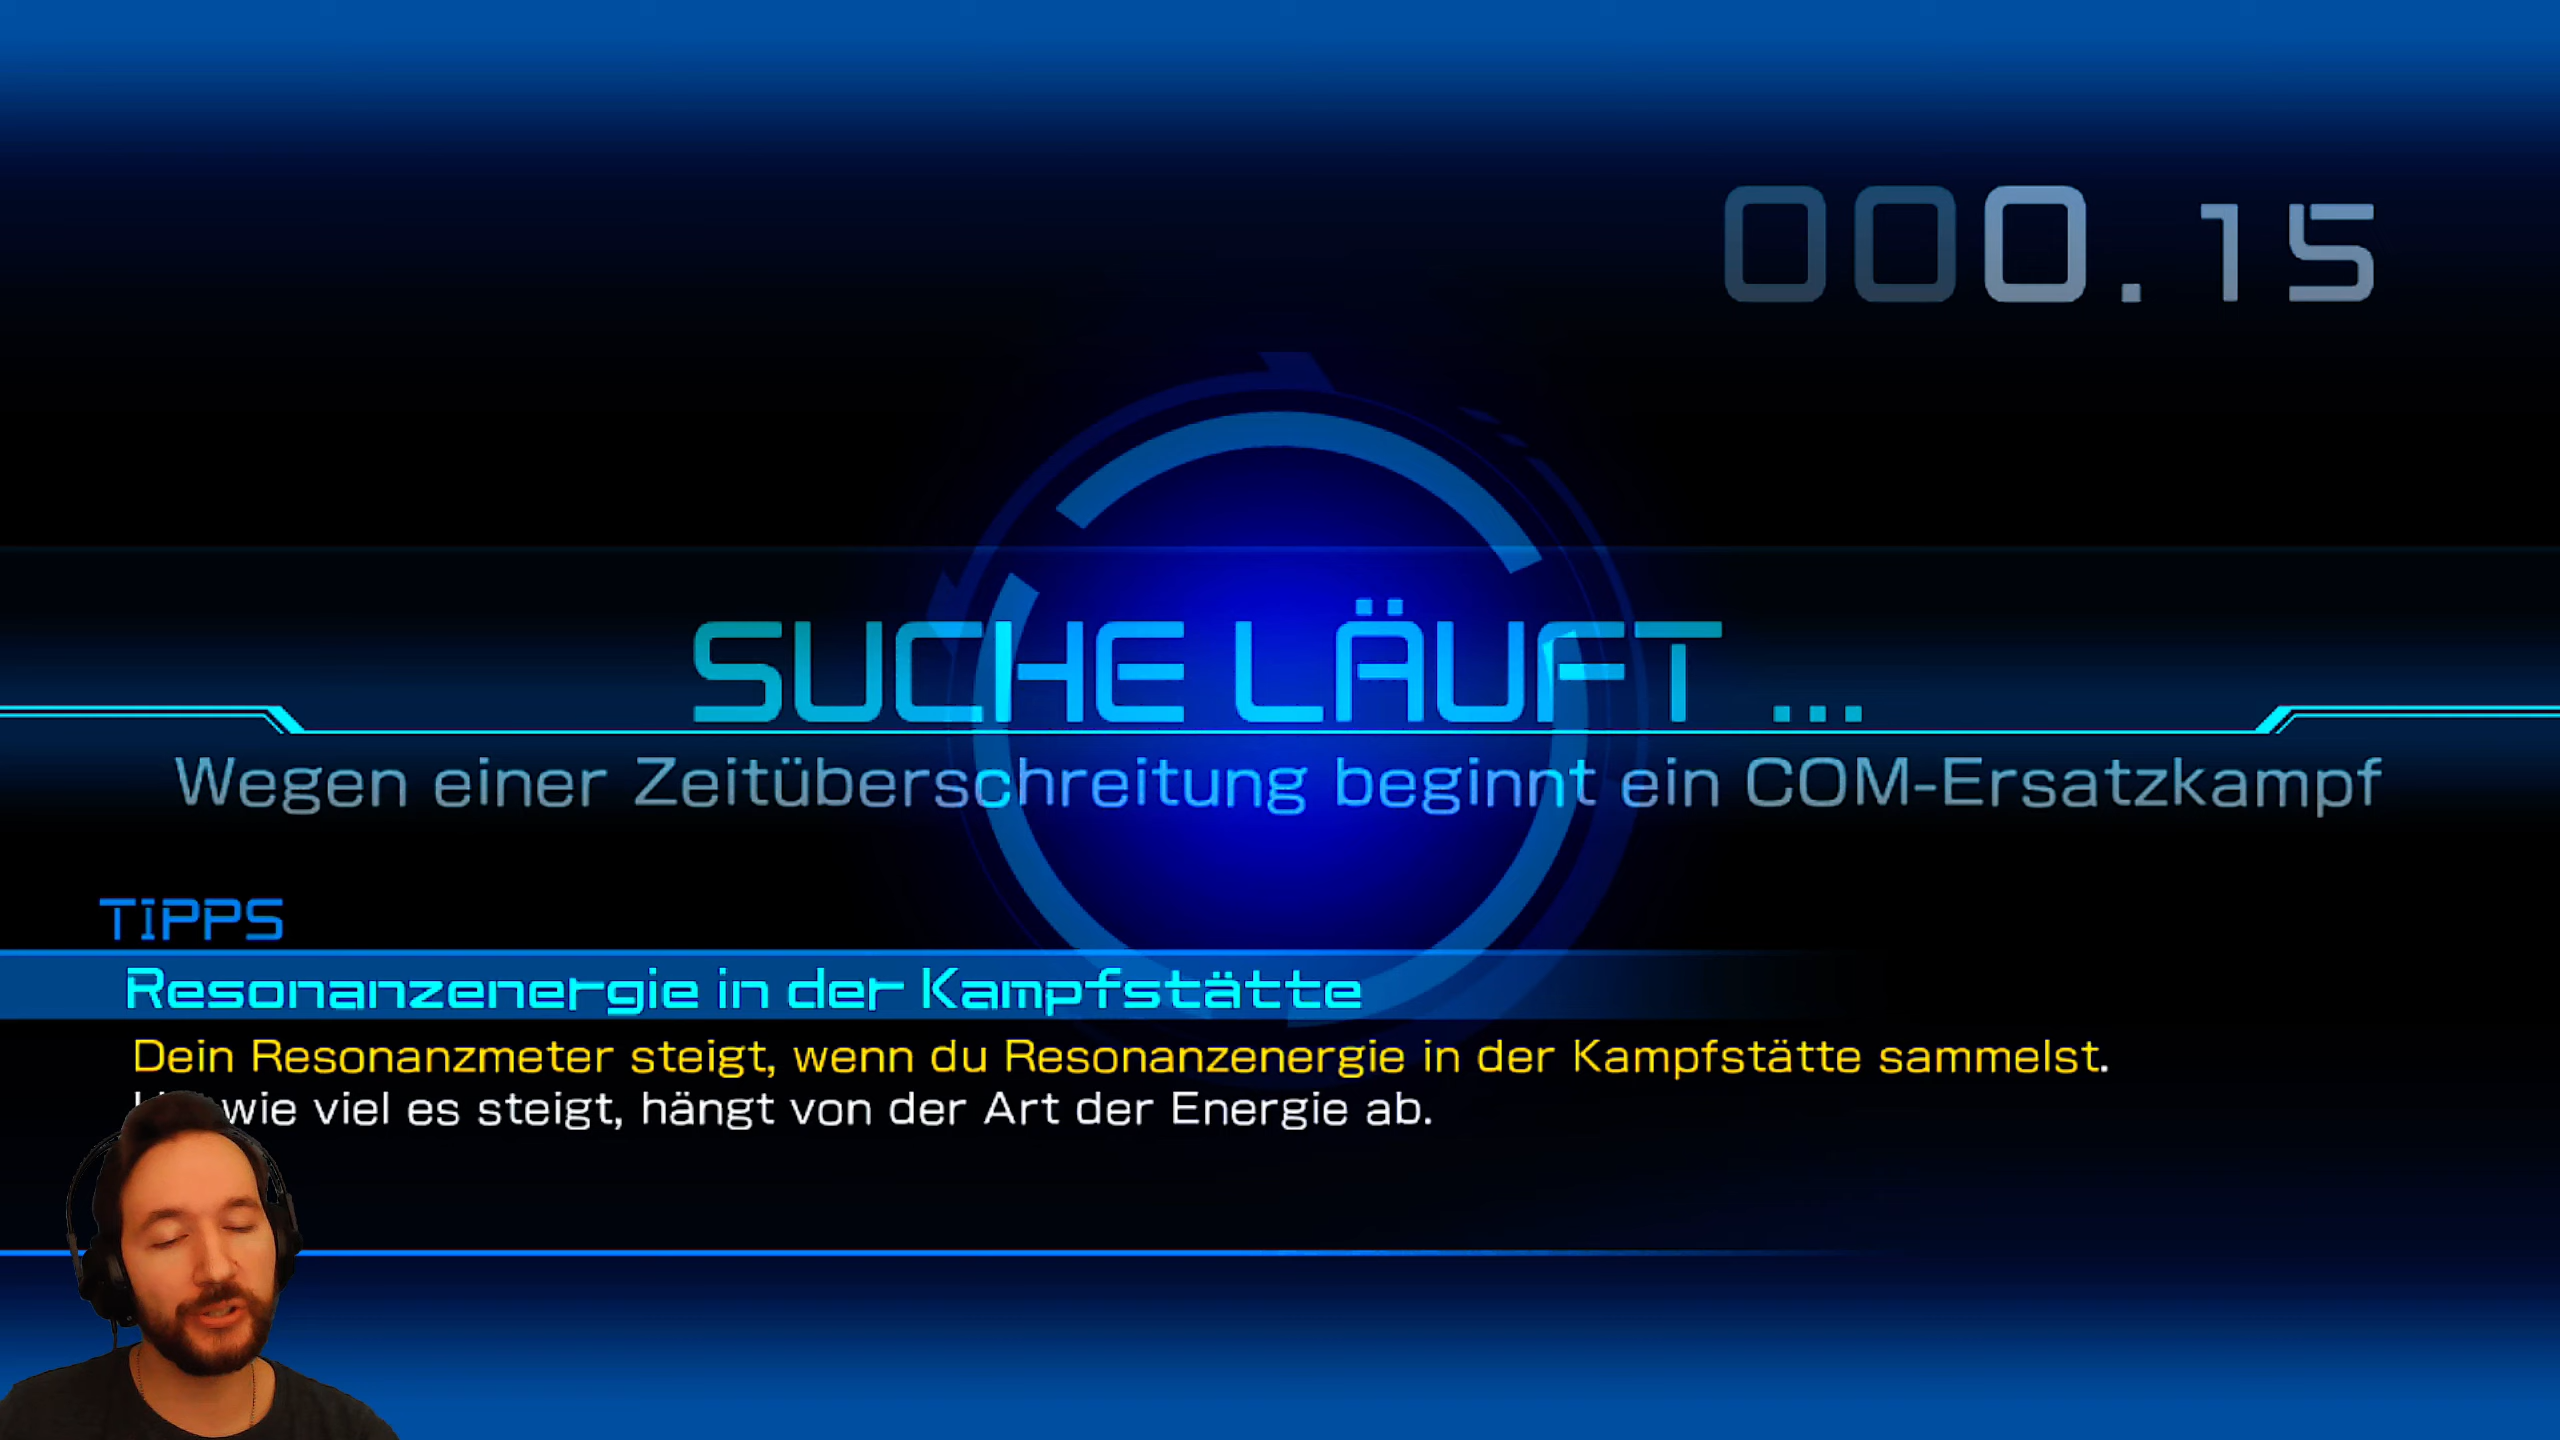 000.15
SUCHE LÄUFT ...
Wegen einer Zeitüberschreitung beginnt ein COM-Ersatzkampf
TIPPS
Resonanzenergie in der Kampfstätte
Dein Resonanzmeter steigt, wenn du Resonanzenergie in der Kampfstätte sammelst.
wie viel es steigt, hängt von der Art der Energie ab.